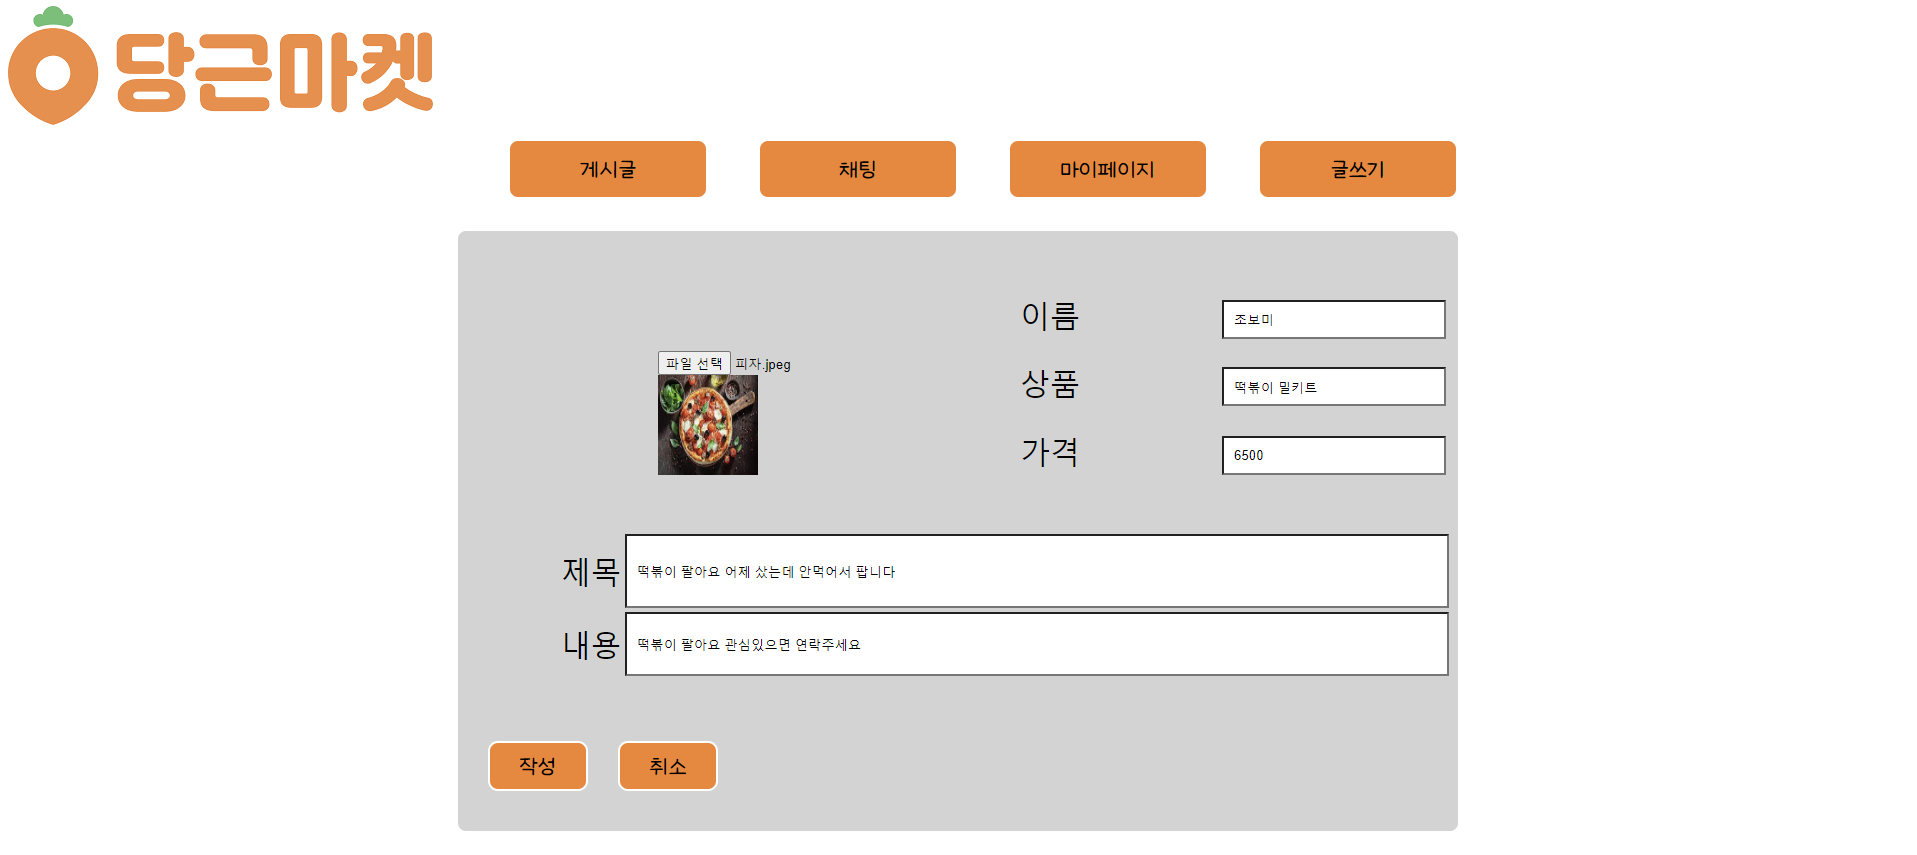 당근마켓
게시글 채팅 마이페이지 글쓰기
이름 조보미
파일 선택 피자.jpeg
상품 떡볶이 밀키트
가격 6500
제목 떡볶이 팔아요 어제 샀는데 안먹어서 팝니다
내용 떡볶이 팔아요 관심있으면 연락주세요
작성 취소